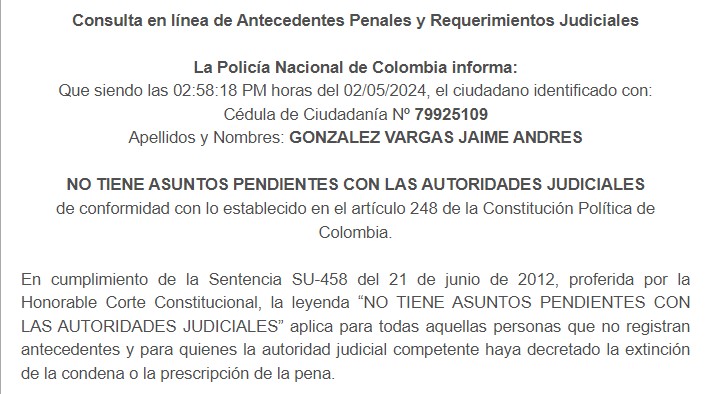 Consulta en línea de Antecedentes Penales y Requerimientos Judiciales
La Policía Nacional de Colombia informa:
Que siendo las 02:58:18 PM horas del 02/05/2024, el ciudadano identificado con:
Cédula de Ciudadanía Nº 79925109
Apellidos y Nombres: GONZALEZ VARGAS JAIME ANDRES
NO TIENE ASUNTOS PENDIENTES CON LAS AUTORIDADES JUDICIALES
de conformidad con lo establecido en el artículo 248 de la Constitución Política de
Colombia.
En cumplimiento de la Sentencia SU-458 del 21 de junio de 2012, proferida por la
Honorable Corte Constitucional, la leyenda “NO TIENE ASUNTOS PENDIENTES CON
LAS AUTORIDADES JUDICIALES” aplica para todas aquellas personas que no registran
antecedentes y para quienes la autoridad judicial competente haya decretado la extinción
de la condena o la prescripción de la pena.